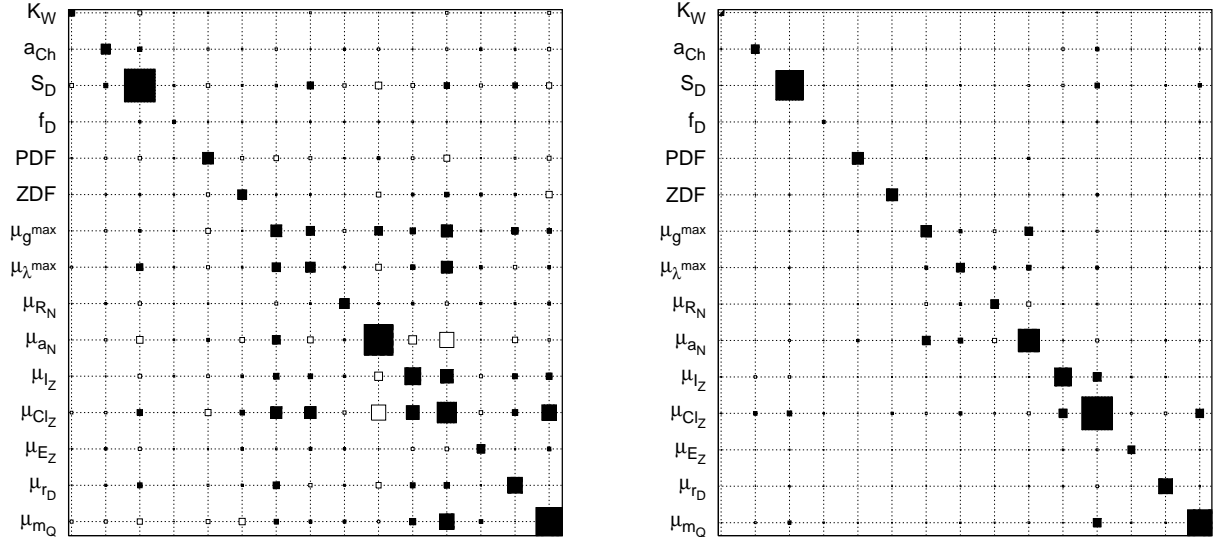 K_W
a_Ch
S_D
f_D
PDF
ZDF
μ_g^max
μ_λ^max
μ_R_N
μ_a_N
μ_I_Z
μ_Cl_Z
μ_E_Z
μ_r_D
μ_m_Q
K_W
a_Ch
S_D
f_D
PDF
ZDF
μ_g^max
μ_λ^max
μ_R_N
μ_a_N
μ_I_Z
μ_Cl_Z
μ_E_Z
μ_r_D
μ_m_Q